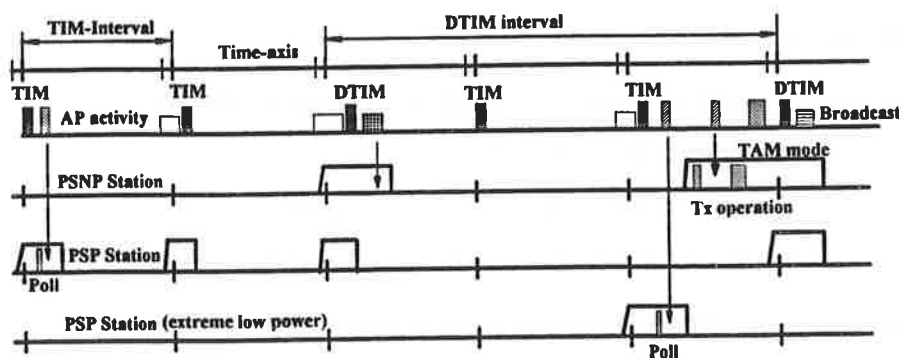 TIM-Interval
DTIM interval
Time-axis
TIM TIM DTIM TIM TIM DTIM
AP activity
Broadcast
TAM mode
PSNP Station
Tx operation
PSP Station
Poll
PSP Station (extreme low power)
Poll